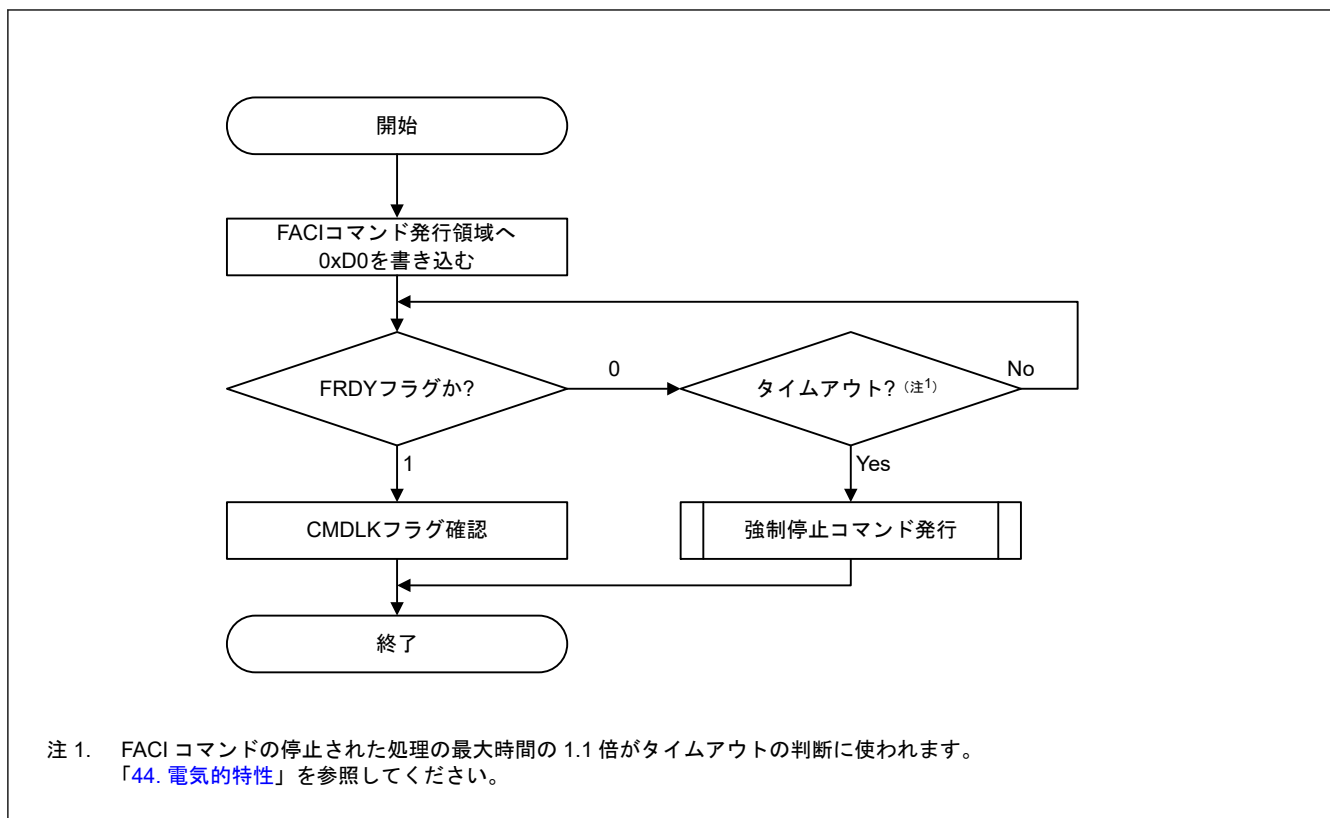 開始
FACIコマンド発行領域へ
0xD0を書き込む
FRDYフラグか?
0
タイムアウト?（注1）
No
1
Yes
CMDLKフラグ確認
強制停止コマンド発行
終了
注 1. FACI コマンドの停止された処理の最大時間の 1.1 倍がタイムアウトの判断に使われます。
「44. 電気的特性」を参照してください。